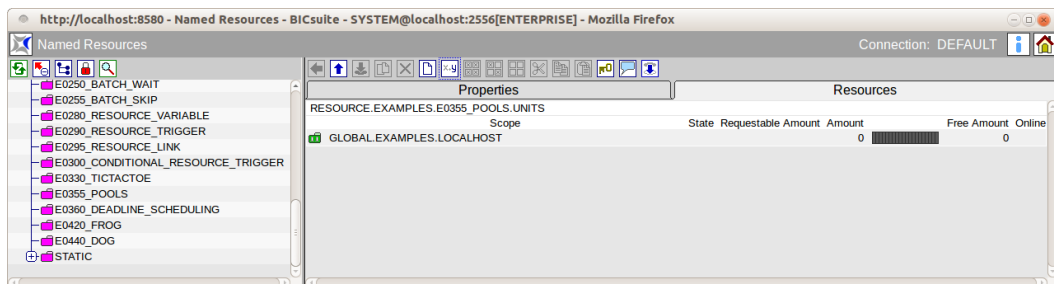 http://localhost:8580 - Named Resources - BICsuite - SYSTEM@localhost:2556[ENTERPRISE] - Mozilla Firefox
Named Resources
Connection: DEFAULT
E0250_BATCH_WAIT
E0255_BATCH_SKIP
E0280_RESOURCE_VARIABLE
E0290_RESOURCE_TRIGGER
E0295_RESOURCE_LINK
E0300_CONDITIONAL_RESOURCE_TRIGGER
E0330_TICTACTOE
E0355_POOLS
E0360_DEADLINE_SCHEDULING
E0420_FROG
E0440_DOG
STATIC
x.y
Properties Resources
RESOURCE.EXAMPLES.E0355_POOLS.UNITS
Scope State Requestable Amount Amount Free Amount Online
GLOBAL.EXAMPLES.LOCALHOST 0 0